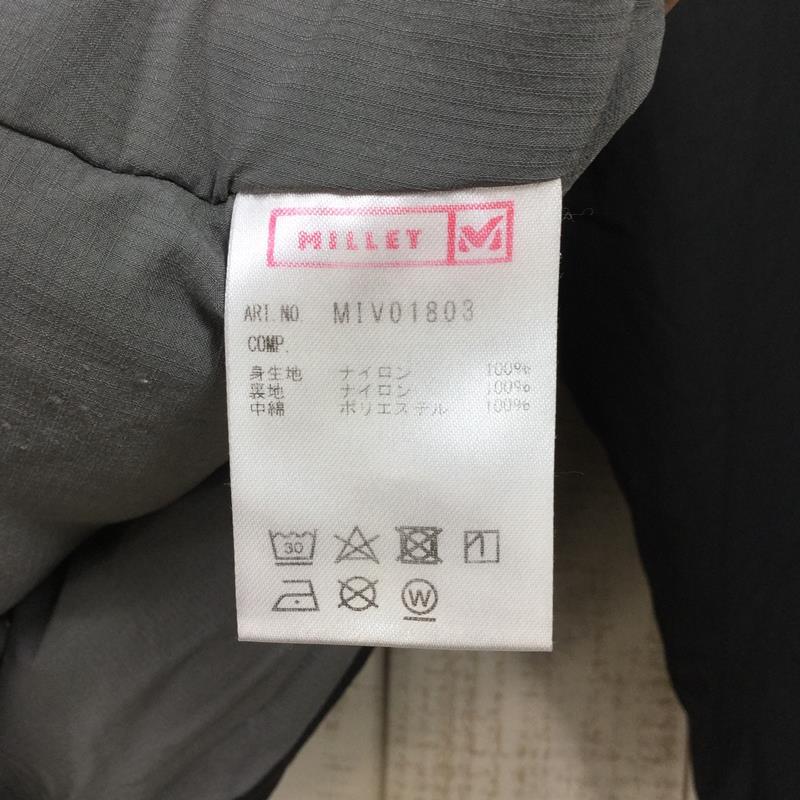 MILLET M
ART.NO. MIV01803
COMP.
身生地 ナイロン 100%
裏地 ナイロン 100%
中綿 ポリエステル 100%
30
W